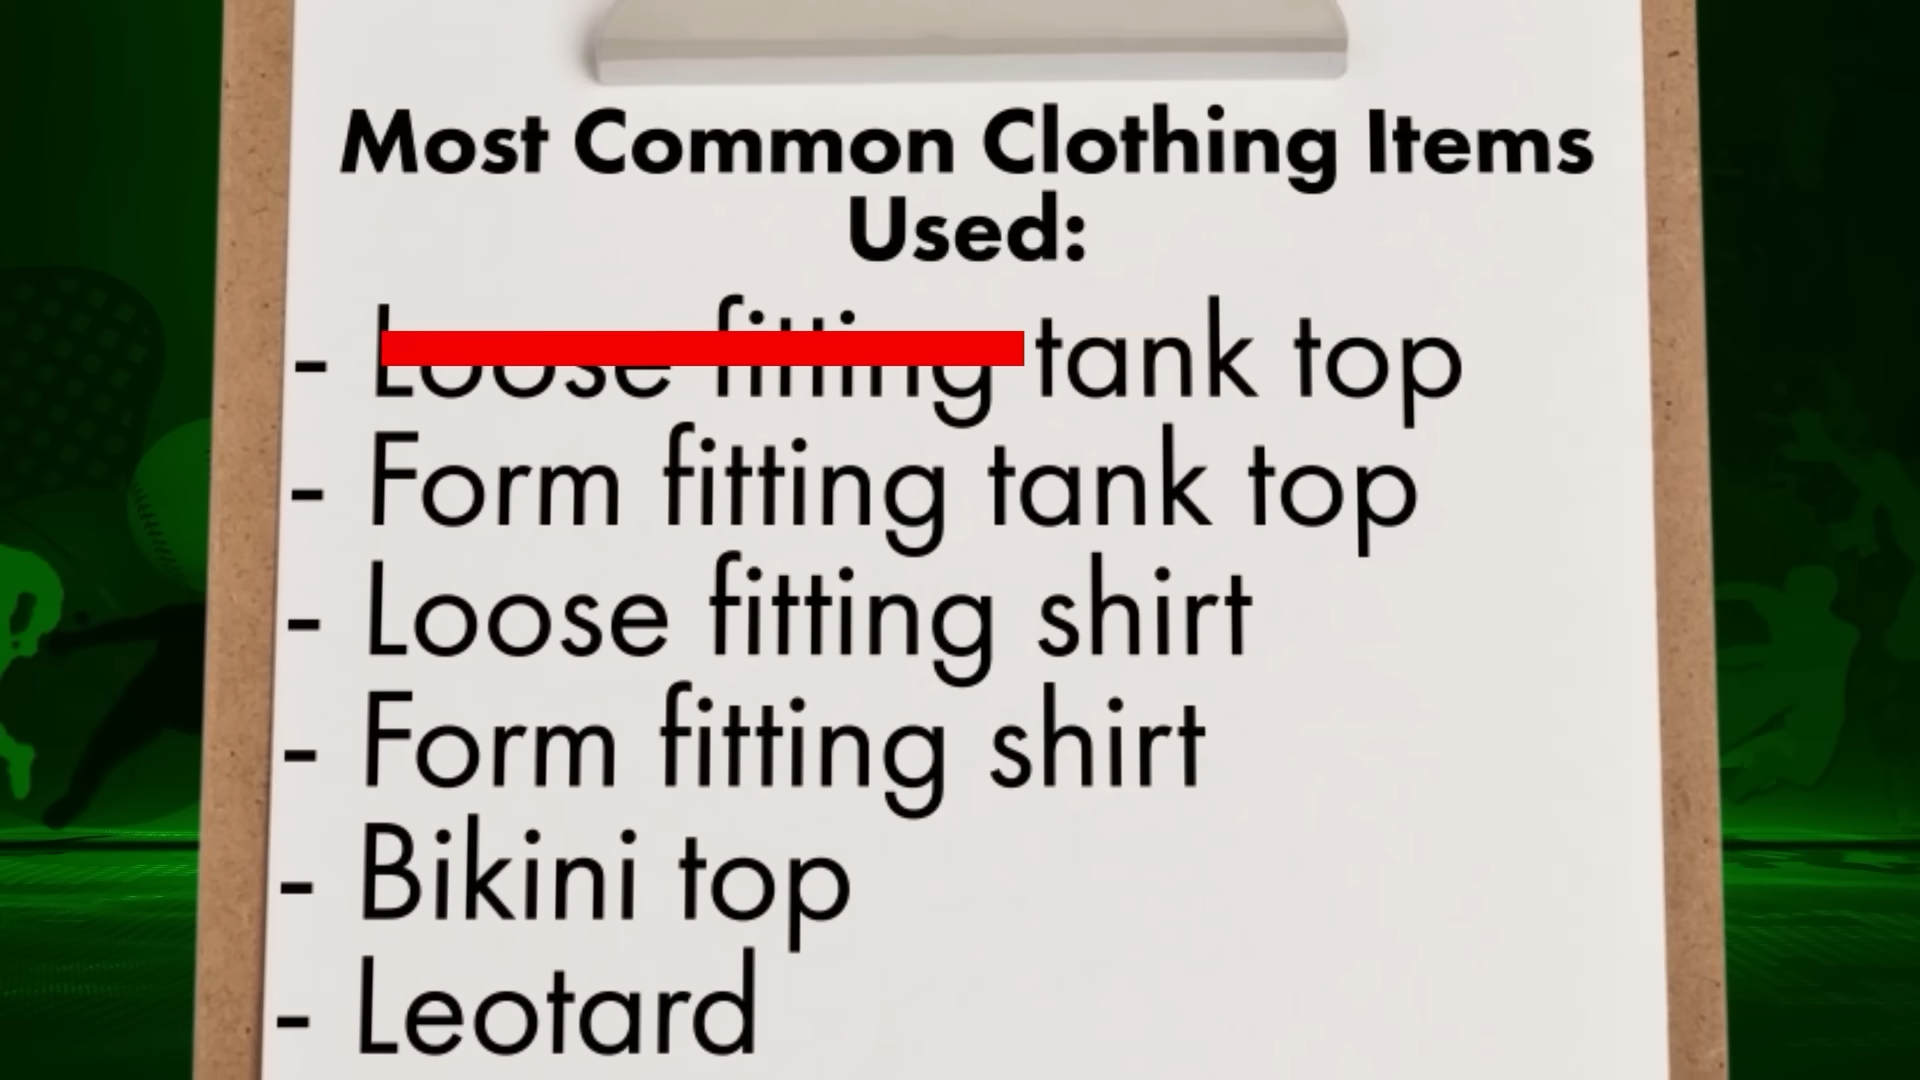 Most Common Clothing Items
Used:
- Loose fitting tank top
- Form fitting tank top
- Loose fitting shirt
- Form fitting shirt
- Bikini top
- Leotard